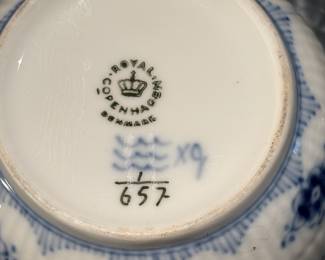 ROYAL
COPENHAGEN
DENMARK
X9
1
657